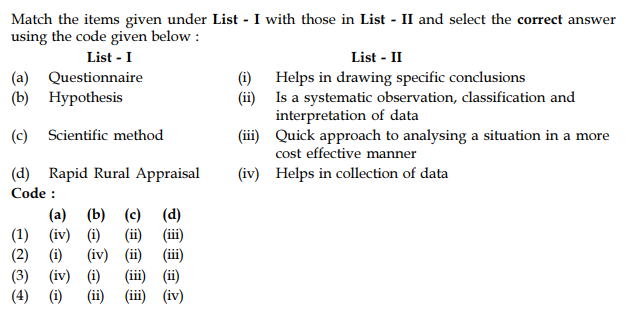 Match the items given under List - I with those in List - II and select the correct answer
using the code given below :
List - I List - II
(a) Questionnaire (i) Helps in drawing specific conclusions
(b) Hypothesis (ii) Is a systematic observation, classification and
interpretation of data
(c) Scientific method (iii) Quick approach to analysing a situation in a more
cost effective manner
(d) Rapid Rural Appraisal (iv) Helps in collection of data
Code :
(a) (b) (c) (d)
(1) (iv) (i) (ii) (iii)
(2) (i) (iv) (ii) (iii)
(3) (iv) (i) (iii) (ii)
(4) (i) (ii) (iii) (iv)